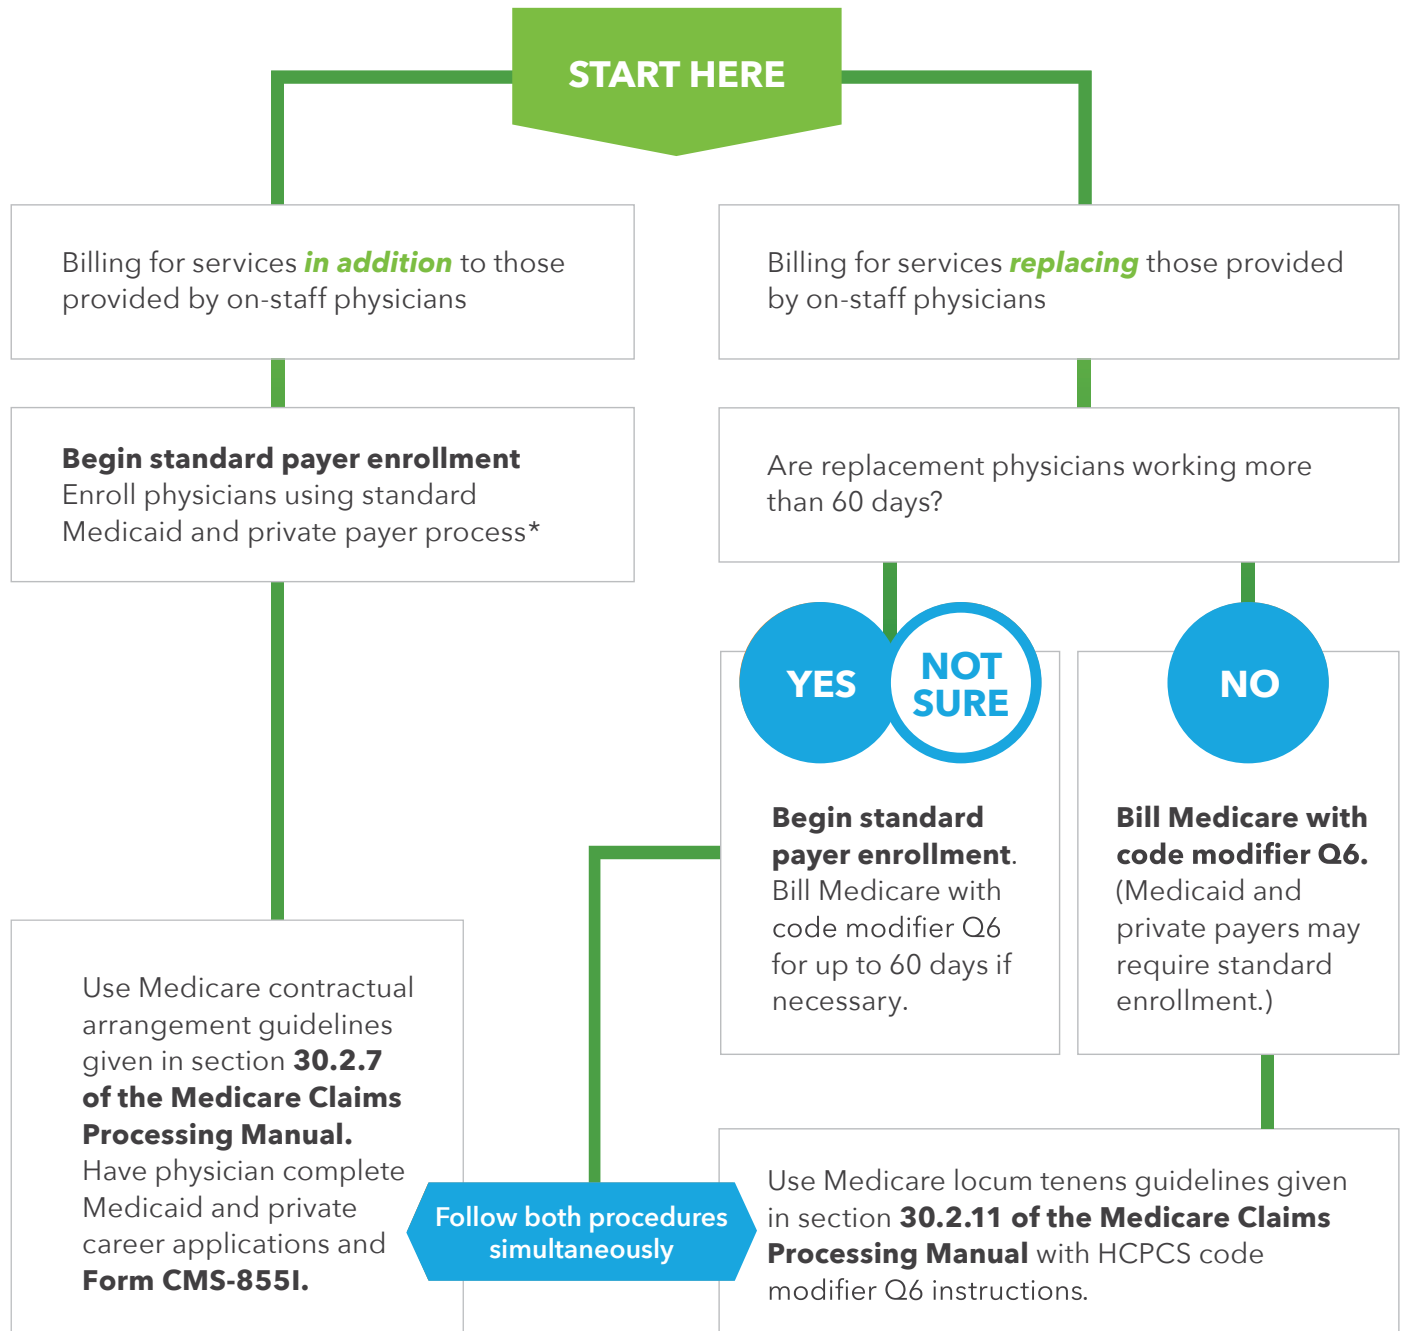 START HERE
Billing for services in addition to those
provided by on-staff physicians
Billing for services replacing those provided
by on-staff physicians
Begin standard payer enrollment
Enroll physicians using standard
Medicaid and private payer process*
Are replacement physicians working more
than 60 days?
YES
NOT
SURE
NO
Begin standard
payer enrollment.
Bill Medicare with
code modifier Q6
for up to 60 days if
necessary.
Bill Medicare with
code modifier Q6.
(Medicaid and
private payers may
require standard
enrollment.)
Use Medicare contractual
arrangement guidelines
given in section 30.2.7
of the Medicare Claims
Processing Manual.
Have physician complete
Medicaid and private
career applications and
Form CMS-855I.
Follow both procedures
simultaneously
Use Medicare locum tenens guidelines given
in section 30.2.11 of the Medicare Claims
Processing Manual with HCPCS code
modifier Q6 instructions.